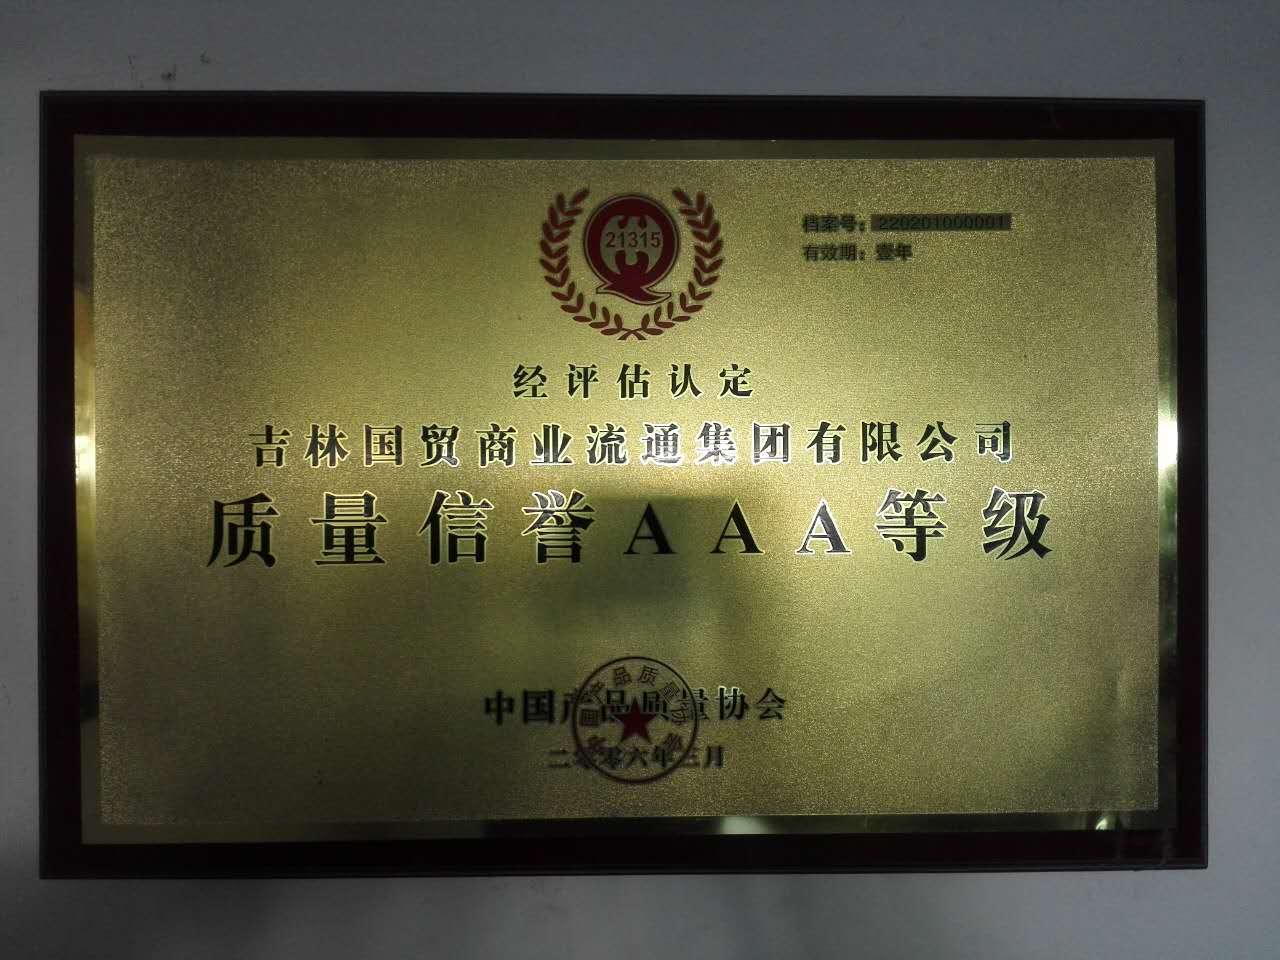 21315
档案号：220201000001
有效期：壹年
经评估认定
吉林国贸商业流通集团有限公司
质量信誉AAA等级
中国产品质量协会
二零零六年三月